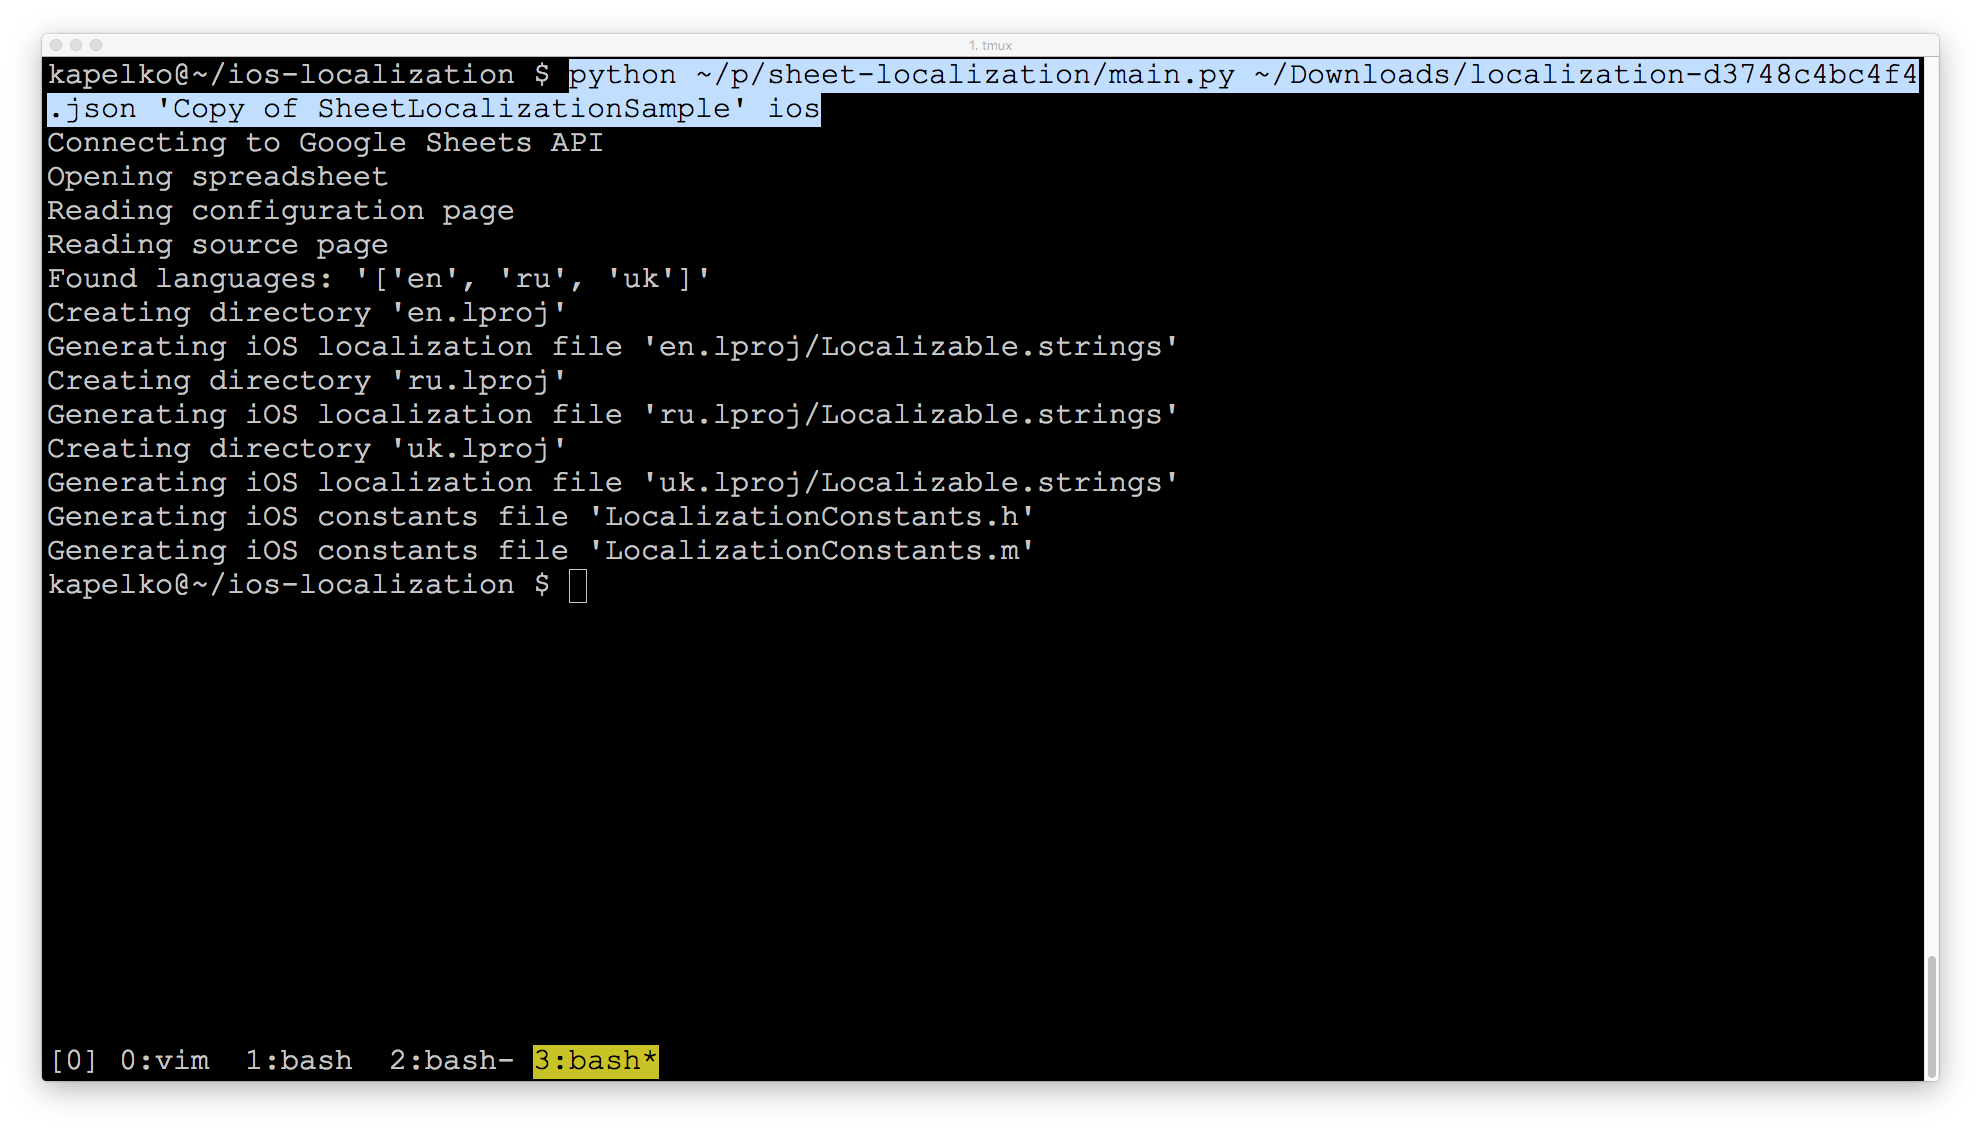 1. tmux
kapelko@~/ios-localization $ python ~/p/sheet-localization/main.py ~/Downloads/localization-d3748c4bc4f4
.json 'Copy of SheetLocalizationSample' ios
Connecting to Google Sheets API
Opening spreadsheet
Reading configuration page
Reading source page
Found languages: '['en', 'ru', 'uk']'
Creating directory 'en.lproj'
Generating iOS localization file 'en.lproj/Localizable.strings'
Creating directory 'ru.lproj'
Generating iOS localization file 'ru.lproj/Localizable.strings'
Creating directory 'uk.lproj'
Generating iOS localization file 'uk.lproj/Localizable.strings'
Generating iOS constants file 'LocalizationConstants.h'
Generating iOS constants file 'LocalizationConstants.m'
kapelko@~/ios-localization $
[0] 0:vim  1:bash  2:bash- 3:bash*